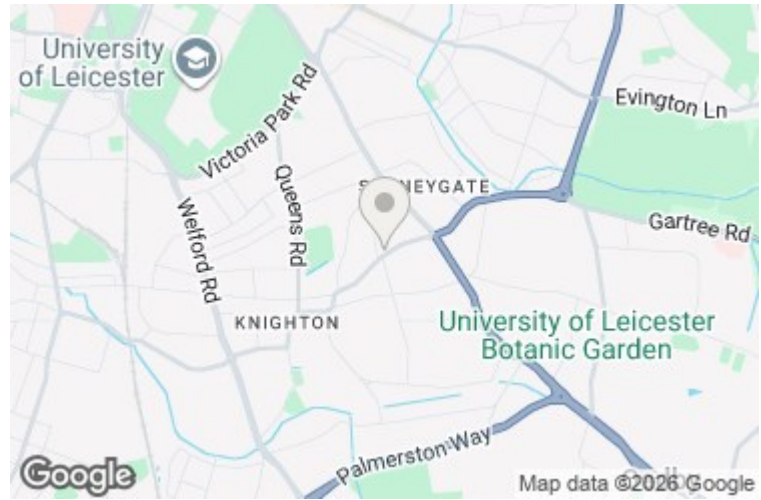 University
of Leicester
Evington Ln
Victoria Park Rd
Queens Rd
Welford Rd
Gartree Rd
KNIGHTON
University of Leicester
Botanic Garden
Palmerston Way
Google
Map data ©2026 Google